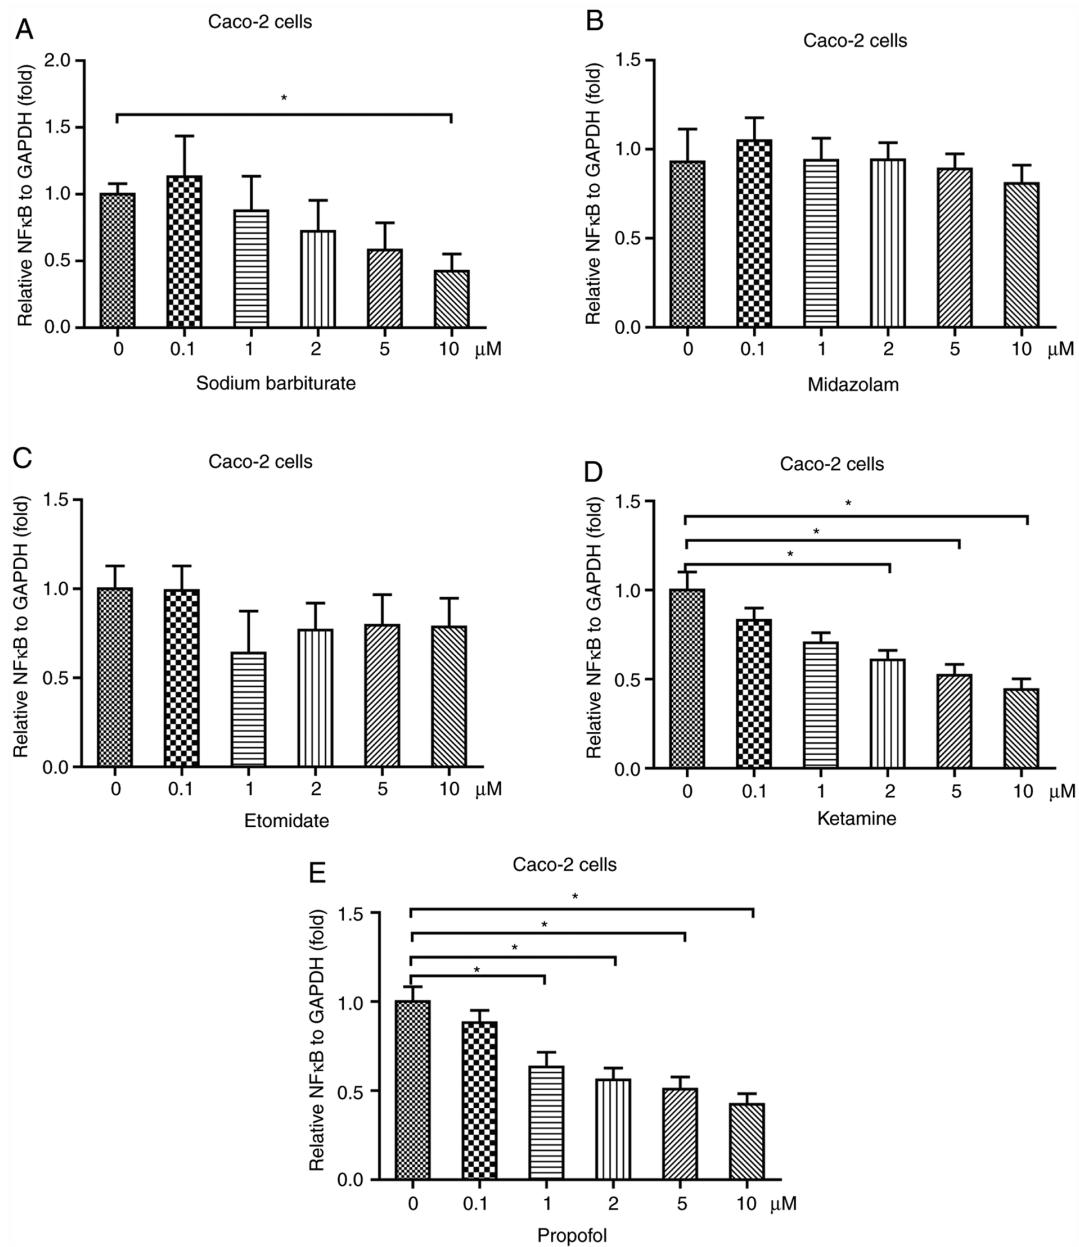 A
Caco-2 cells
Relative NFκB to GAPDH (fold)
2.0
1.5
1.0
0.5
0.0
*
0 0.1 1 2 5 10 μM
Sodium barbiturate
B
Caco-2 cells
Relative NFκB to GAPDH (fold)
1.5
1.0
0.5
0.0
0 0.1 1 2 5 10 μM
Midazolam
C
Caco-2 cells
Relative NFκB to GAPDH (fold)
1.5
1.0
0.5
0.0
0 0.1 1 2 5 10 μM
Etomidate
D
Caco-2 cells
Relative NFκB to GAPDH (fold)
1.5
1.0
0.5
0.0
*
*
*
0 0.1 1 2 5 10 μM
Ketamine
E
Caco-2 cells
Relative NFκB to GAPDH (fold)
1.5
1.0
0.5
0.0
*
*
*
*
0 0.1 1 2 5 10 μM
Propofol